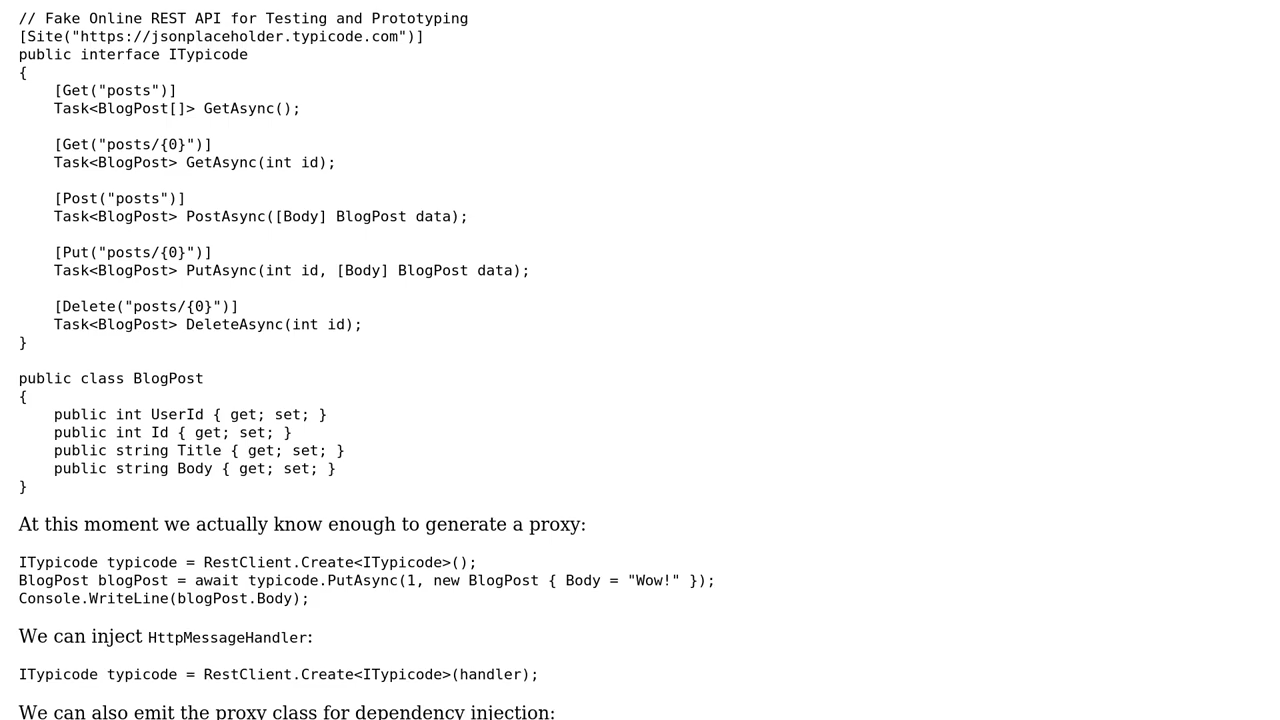 // Fake Online REST API for Testing and Prototyping
[Site("https://jsonplaceholder.typicode.com")]
public interface ITypicode
{
    [Get("posts")]
    Task<BlogPost[]> GetAsync();

    [Get("posts/{0}")]
    Task<BlogPost> GetAsync(int id);

    [Post("posts")]
    Task<BlogPost> PostAsync([Body] BlogPost data);

    [Put("posts/{0}")]
    Task<BlogPost> PutAsync(int id, [Body] BlogPost data);

    [Delete("posts/{0}")]
    Task<BlogPost> DeleteAsync(int id);
}

public class BlogPost
{
    public int UserId { get; set; }
    public int Id { get; set; }
    public string Title { get; set; }
    public string Body { get; set; }
}
At this moment we actually know enough to generate a proxy:
ITypicode typicode = RestClient.Create<ITypicode>();
BlogPost blogPost = await typicode.PutAsync(1, new BlogPost { Body = "Wow!" });
Console.WriteLine(blogPost.Body);
We can inject HttpMessageHandler:
ITypicode typicode = RestClient.Create<ITypicode>(handler);
We can also emit the proxy class for dependency injection: